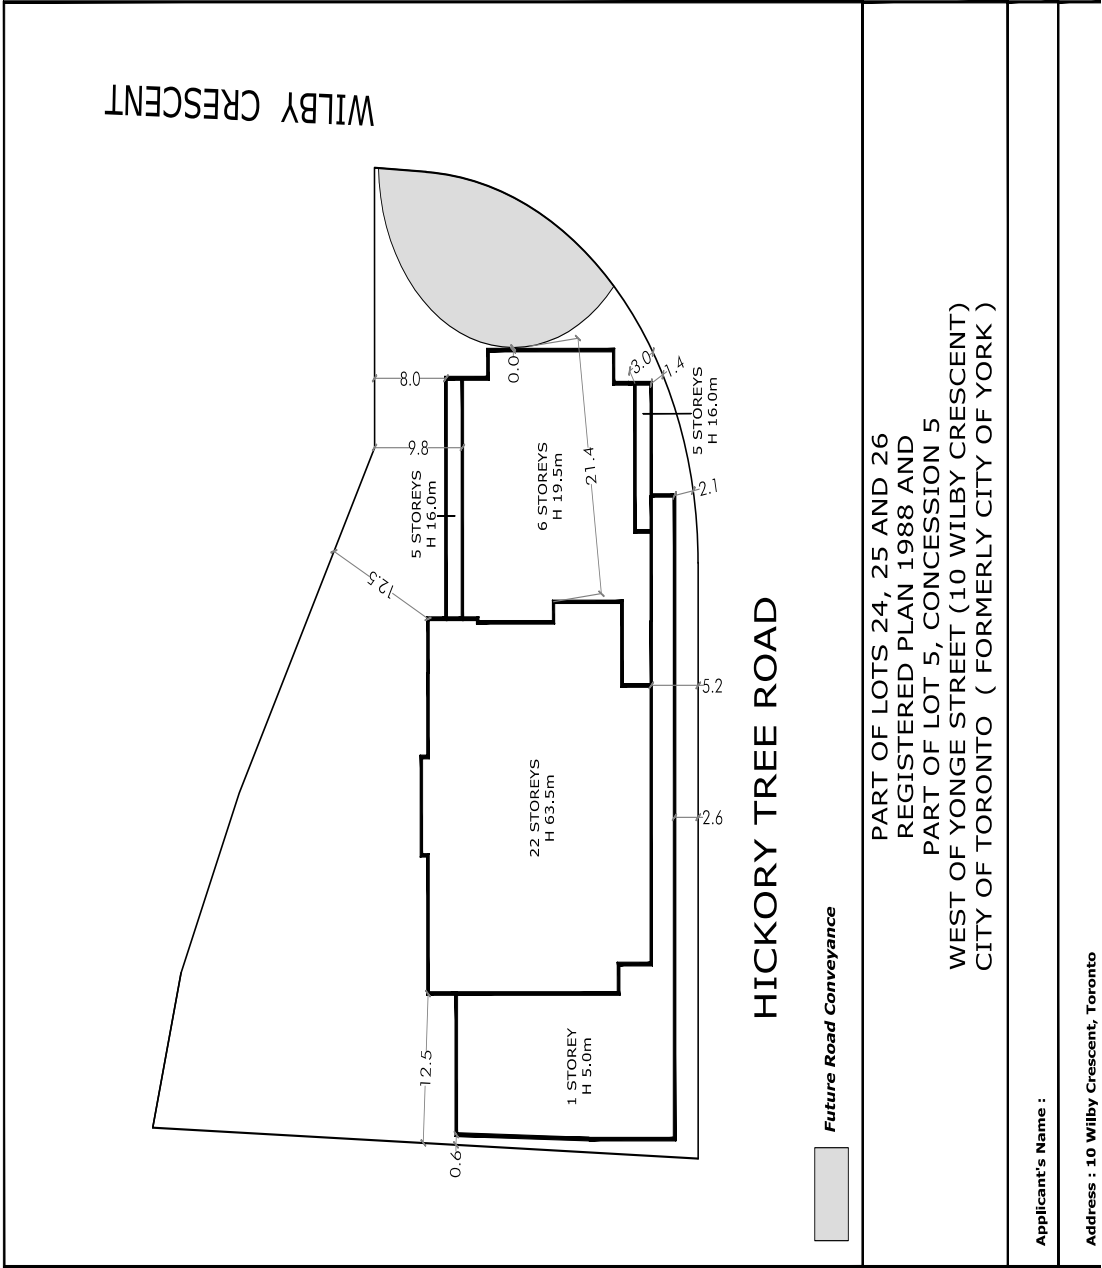 WILBY CRESCENT
8.0
9.8
0.0
3.0
1.4
5 STOREYS
H 16.0m
6 STOREYS
H 19.5m
21.4
5 STOREYS
H 16.0m
2.1
12.5
5.2
22 STOREYS
H 63.5m
2.6
12.5
1 STOREY
H 5.0m
0.6
HICKORY TREE ROAD
Future Road Conveyance
PART OF LOTS 24, 25 AND 26
REGISTERED PLAN 1988 AND
PART OF LOT 5, CONCESSION 5
WEST OF YONGE STREET (10 WILBY CRESCENT)
CITY OF TORONTO ( FORMERLY CITY OF YORK )
Applicant's Name :
Address : 10 Wilby Crescent, Toronto